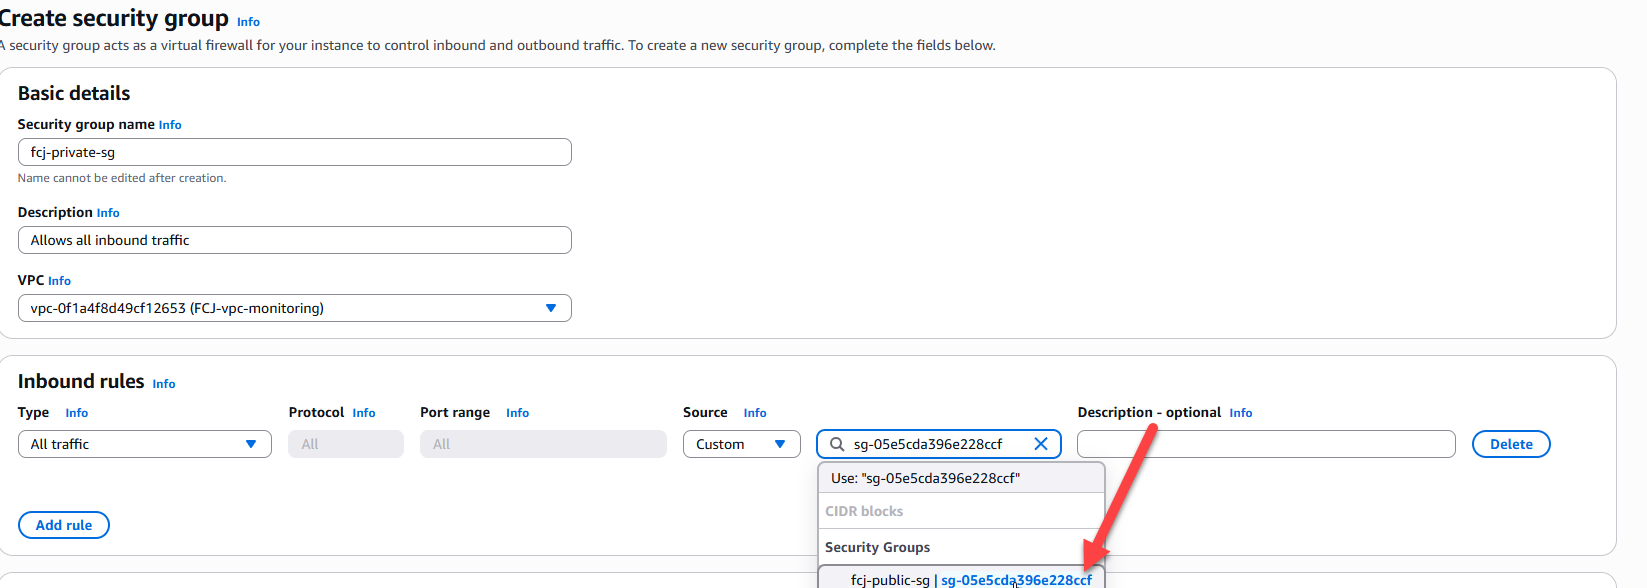 Create security group Info
A security group acts as a virtual firewall for your instance to control inbound and outbound traffic. To create a new security group, complete the fields below.
Basic details
Security group name Info
fcj-private-sg
Name cannot be edited after creation.
Description Info
Allows all inbound traffic
VPC Info
vpc-0f1a4f8d49cf12653 (FCJ-vpc-monitoring)
Inbound rules Info
Type Info Protocol Info Port range Info Source Info Description - optional Info
All traffic All All Custom sg-05e5cda396e228ccf Delete
Use: "sg-05e5cda396e228ccf"
CIDR blocks
Add rule
Security Groups
fcj-public-sg | sg-05e5cda396e228ccf